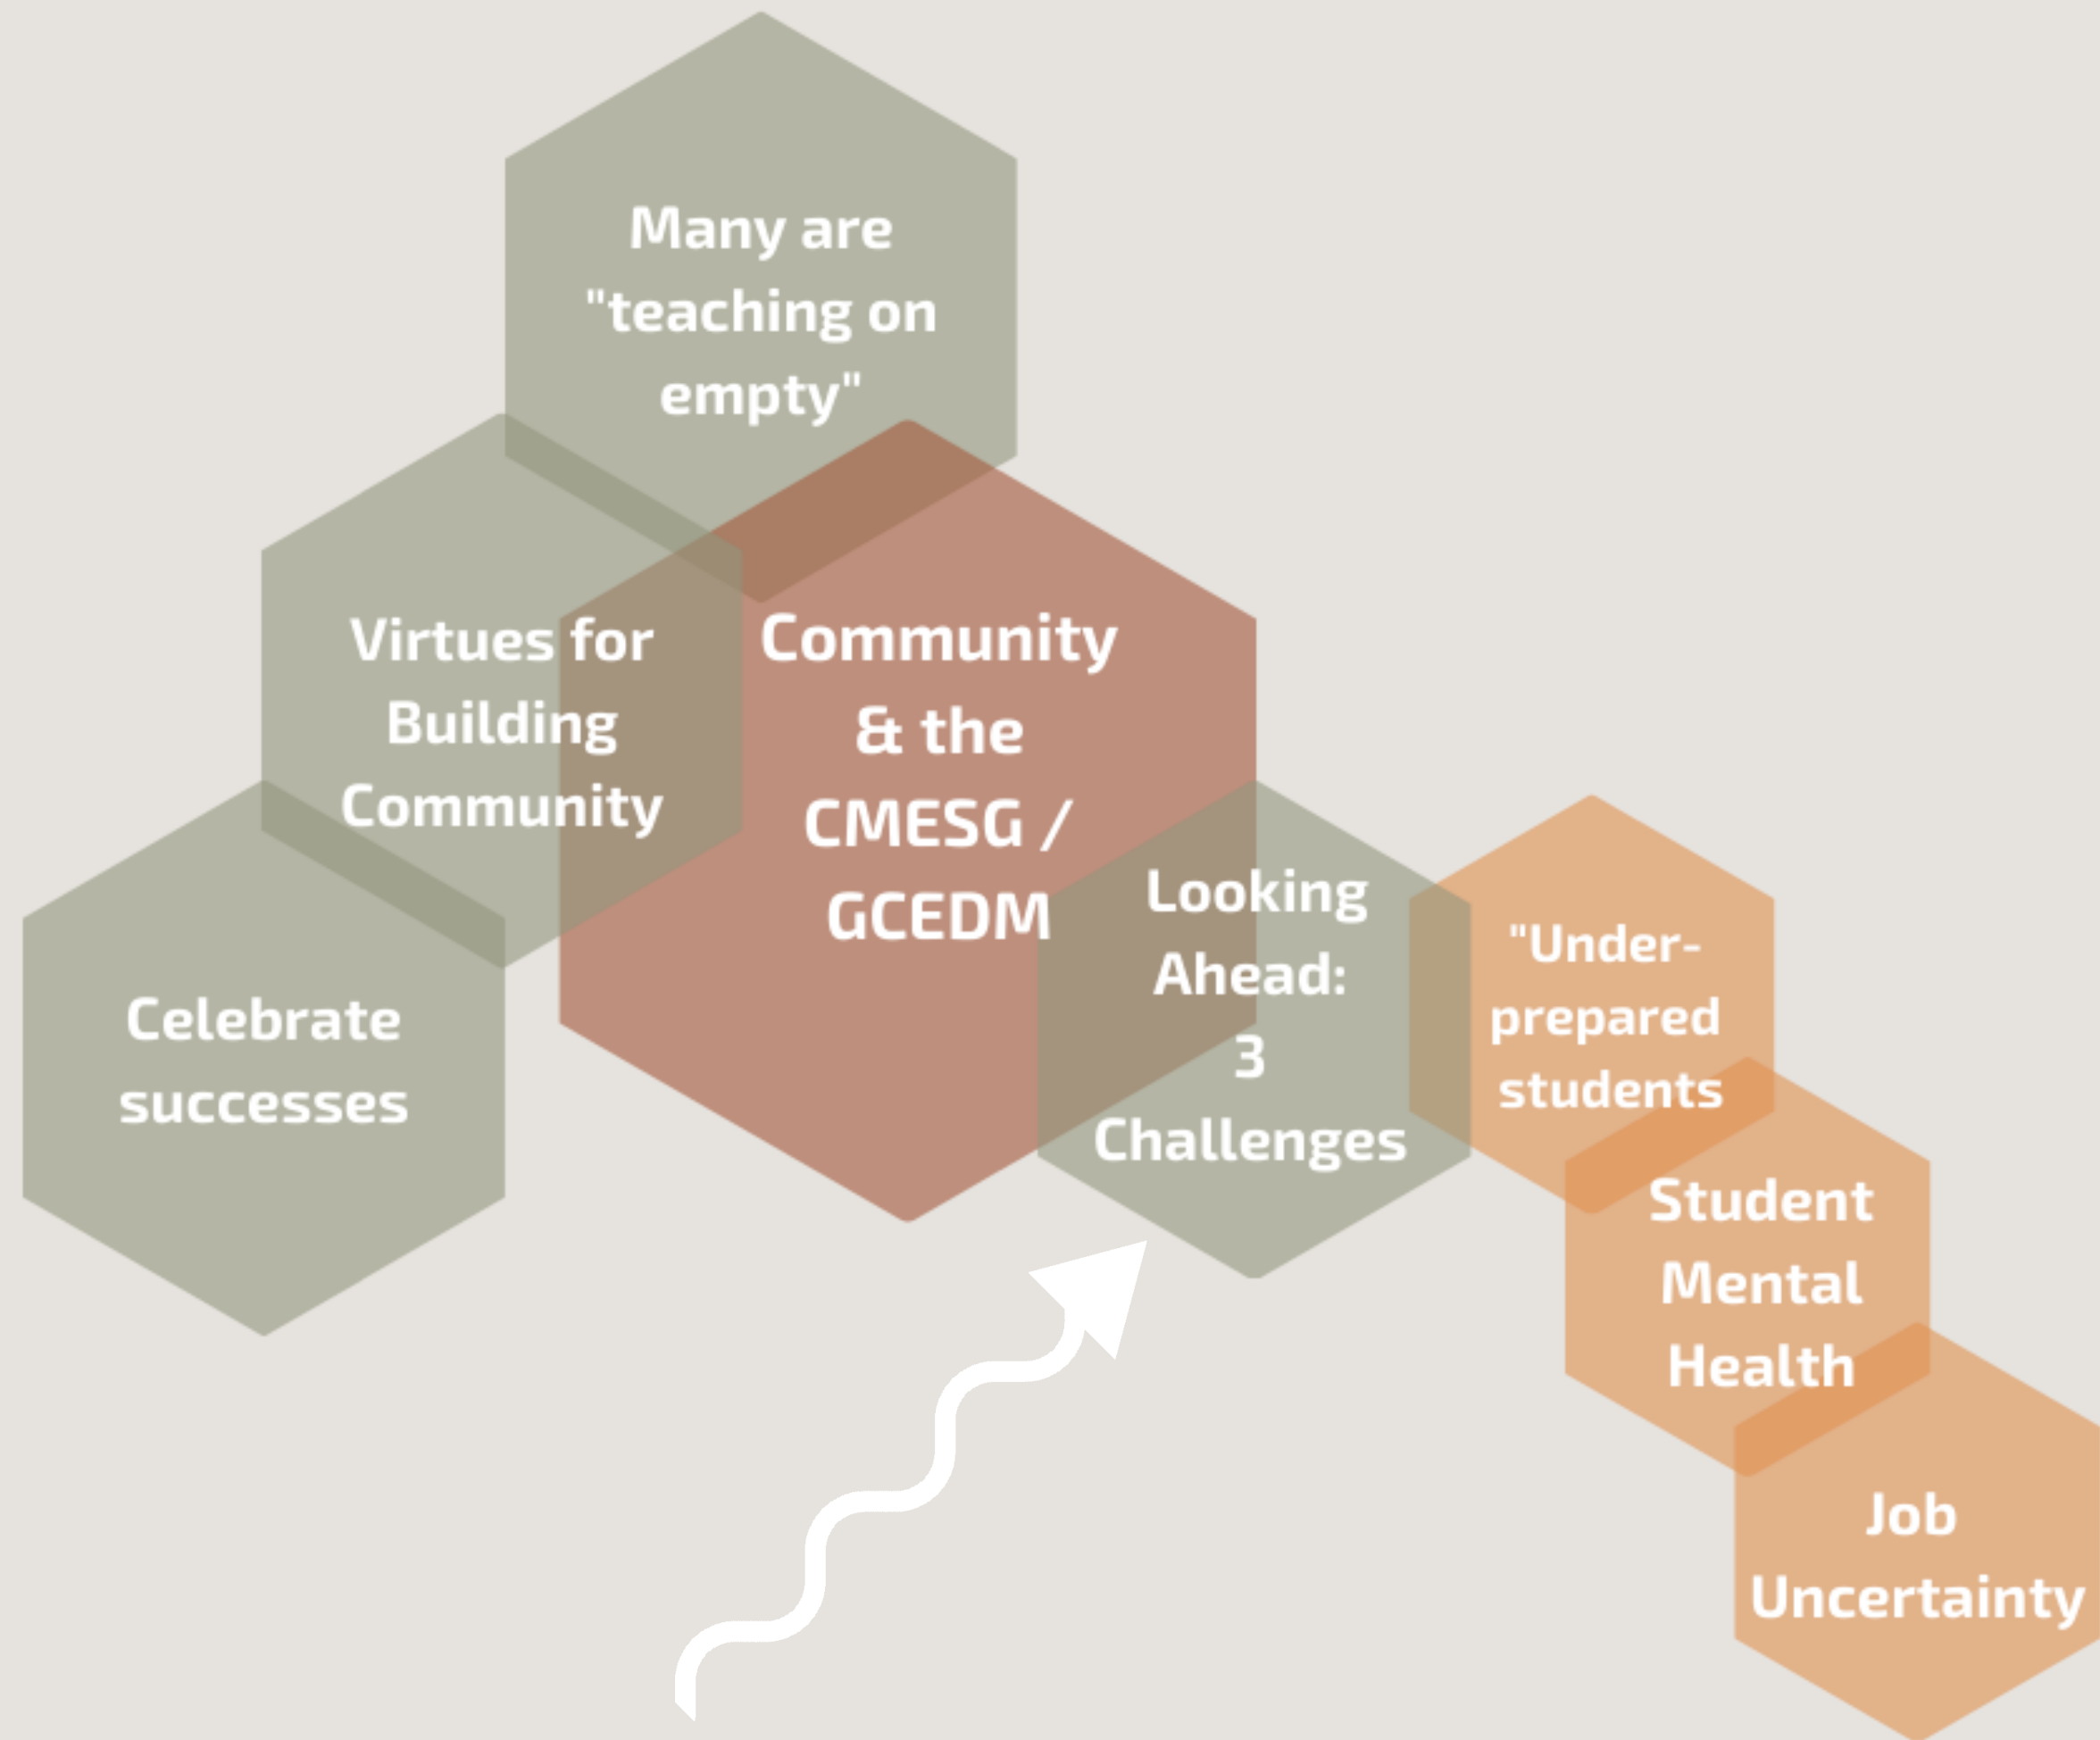 Many are
"teaching on
empty"
Virtues for
Building
Community
Community
& the
CMESG /
GCEDM
Celebrate
successes
Looking
Ahead:
3
Challenges
"Under-
prepared
students
Student
Mental
Health
Job
Uncertainty